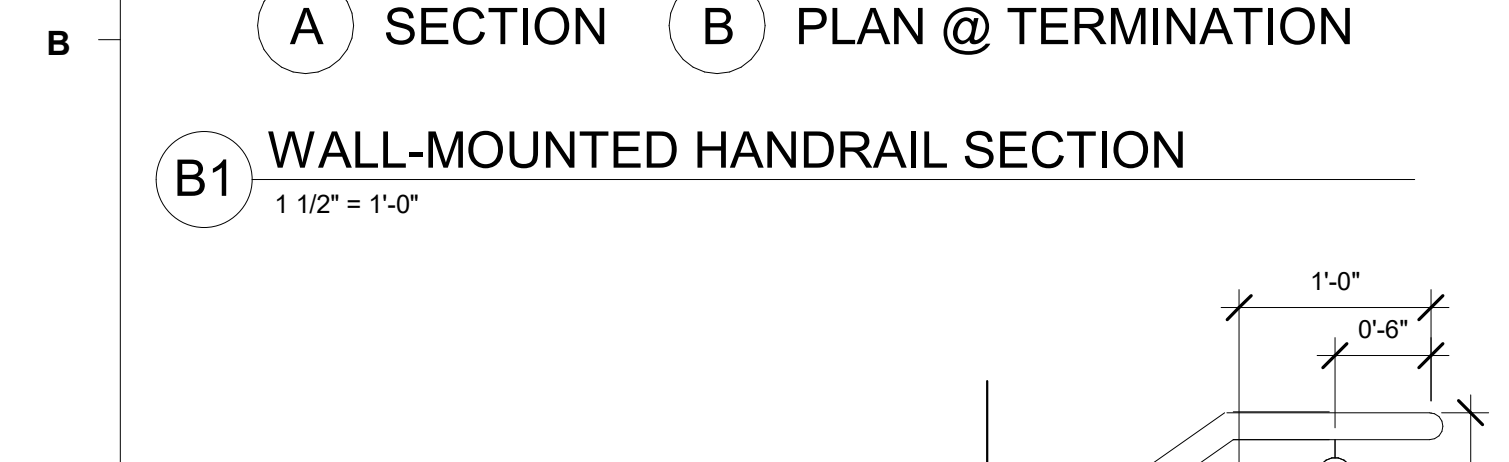 B
A SECTION B PLAN @ TERMINATION
B1 WALL-MOUNTED HANDRAIL SECTION
1 1/2" = 1'-0"
1'-0"
0'-6"